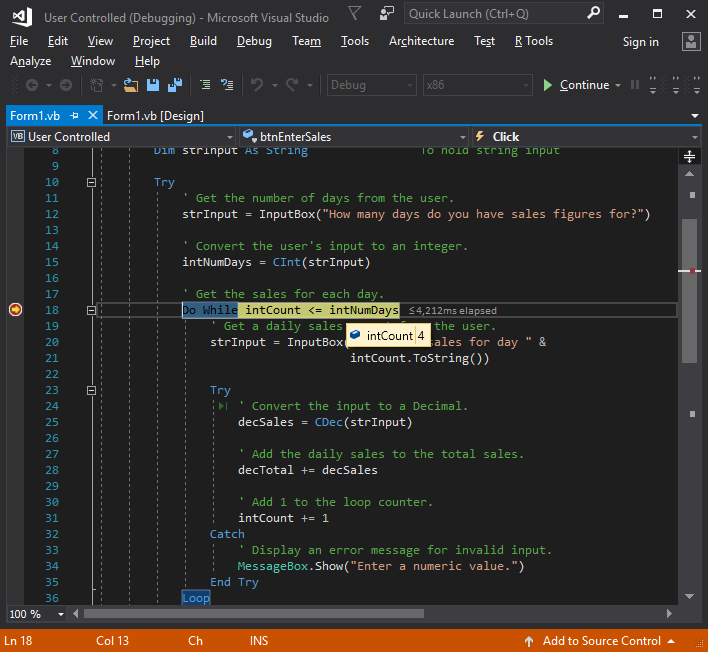 User Controlled (Debugging) - Microsoft Visual Studio
Quick Launch (Ctrl+Q)
File Edit View Project Build Debug Team Tools Architecture Test R Tools Sign in
Analyze Window Help
Debug x86 Continue
Form1.vb Form1.vb [Design]
VB User Controlled btnEnterSales Click
8 Dim strInput As String ' To hold string input
9
10 Try
11 ' Get the number of days from the user.
12 strInput = InputBox("How many days do you have sales figures for?")
13
14 ' Convert the user's input to an integer.
15 intNumDays = CInt(strInput)
16
17 ' Get the sales for each day.
18 Do While intCount <= intNumDays ≤4,212ms elapsed
19 ' Get a daily sales the user.
intCount 4
20 strInput = InputBox( sales for day " &
21 intCount.ToString())
22
23 Try
24 ' Convert the input to a Decimal.
25 decSales = CDec(strInput)
26
27 ' Add the daily sales to the total sales.
28 decTotal += decSales
29
30 ' Add 1 to the loop counter.
31 intCount += 1
32 Catch
33 ' Display an error message for invalid input.
34 MessageBox.Show("Enter a numeric value.")
35 End Try
36 Loop
100 %
Ln 18 Col 13 Ch INS Add to Source Control